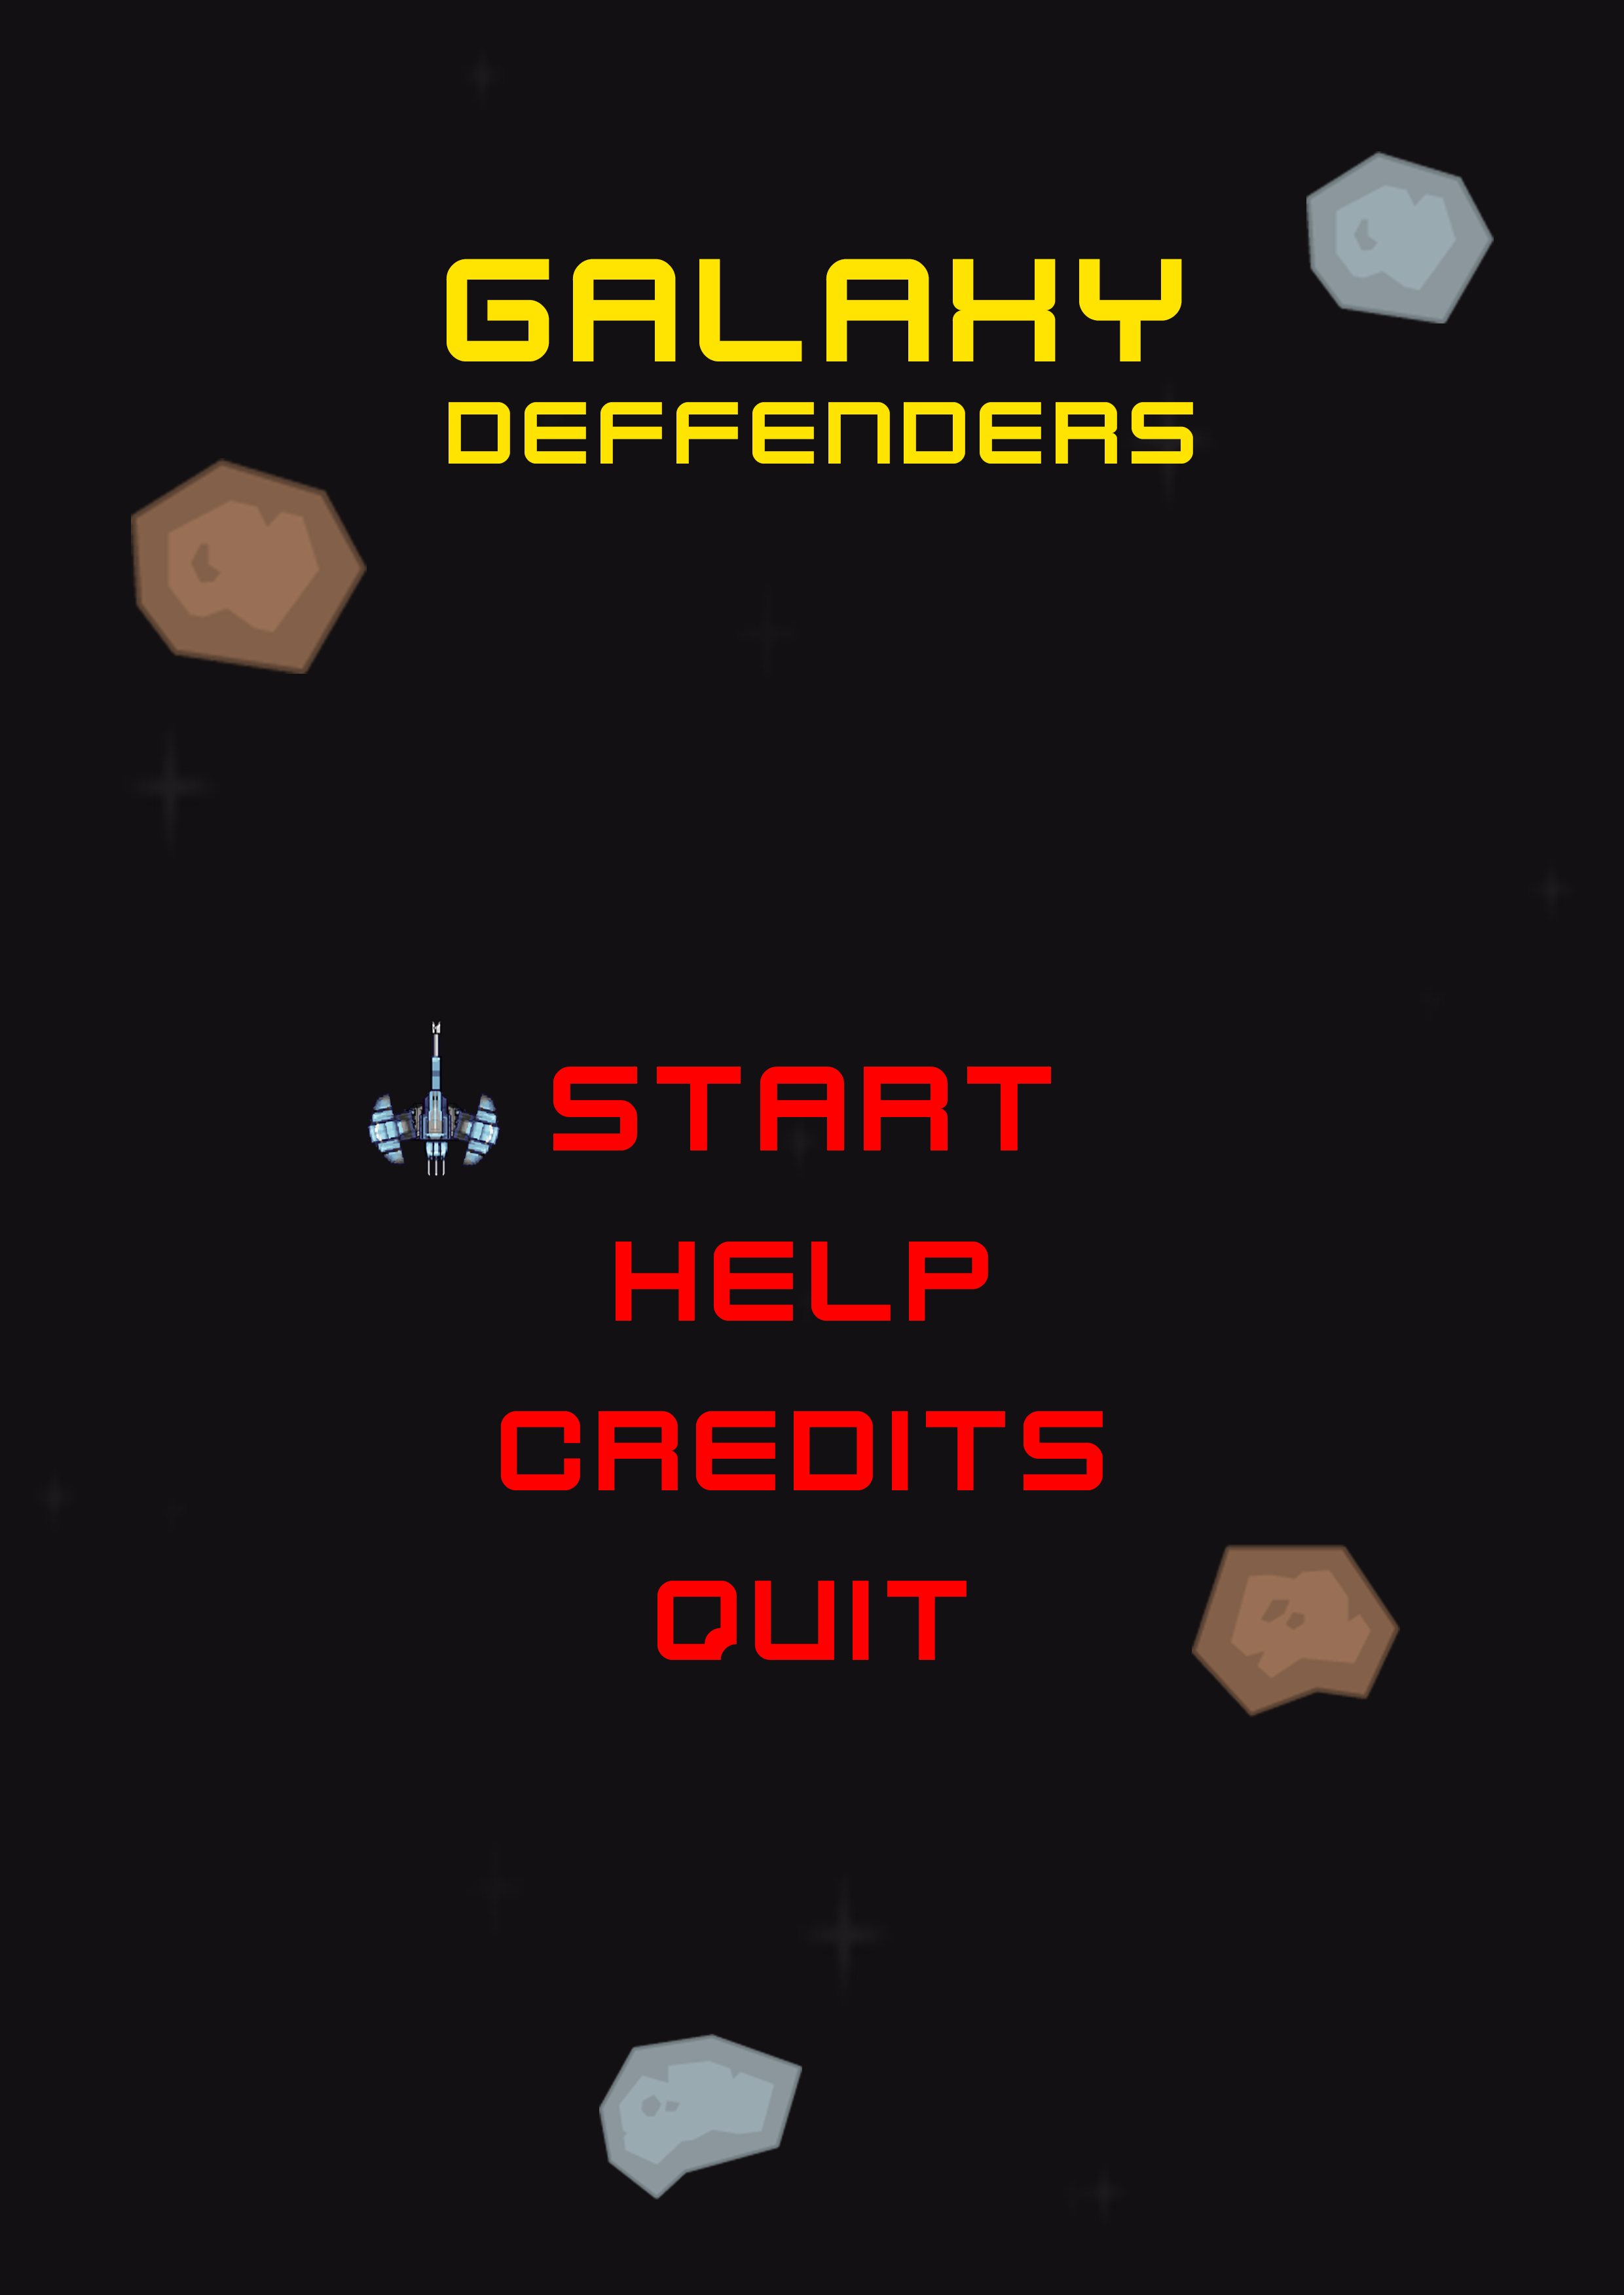 GALAXY
DEFFENDERS
START
HELP
CREDITS
QUIT